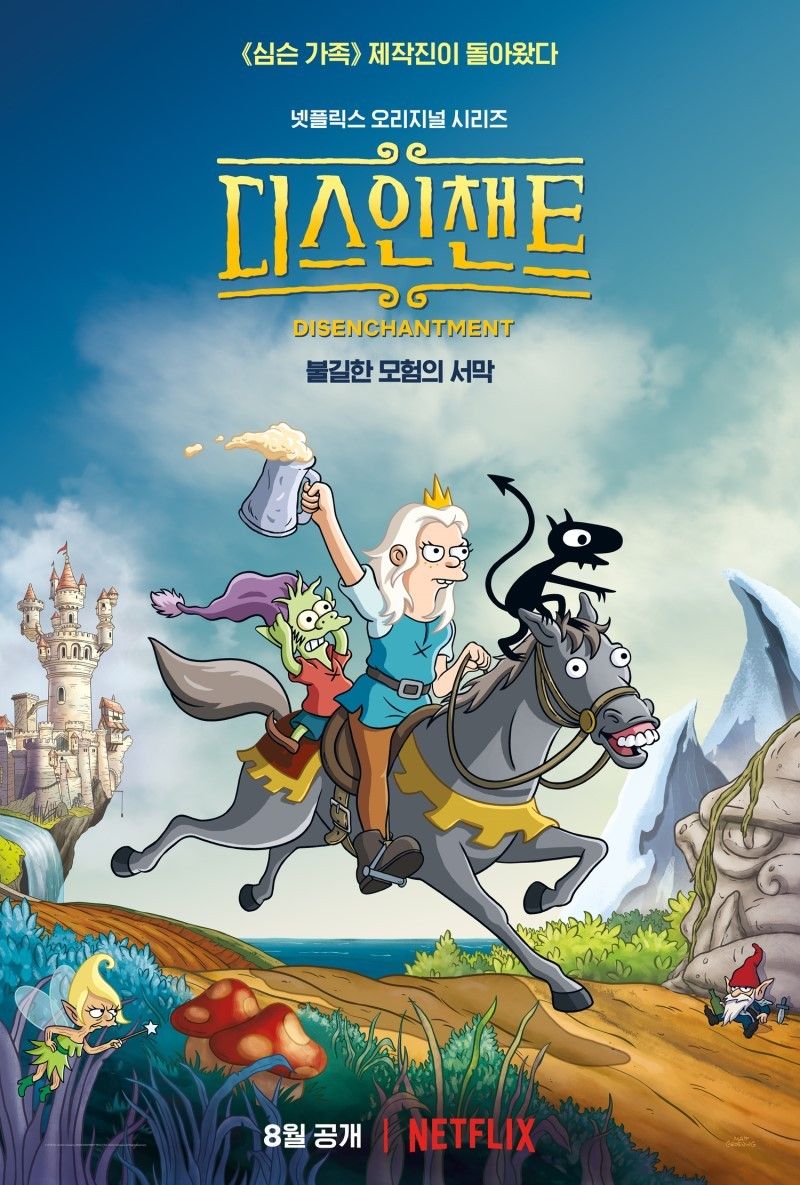 《심슨 가족》 제작진이 돌아왔다
넷플릭스 오리지널 시리즈
디스인챈트
DISENCHANTMENT
불길한 모험의 서막
8월 공개 | NETFLIX
MATT GROENING